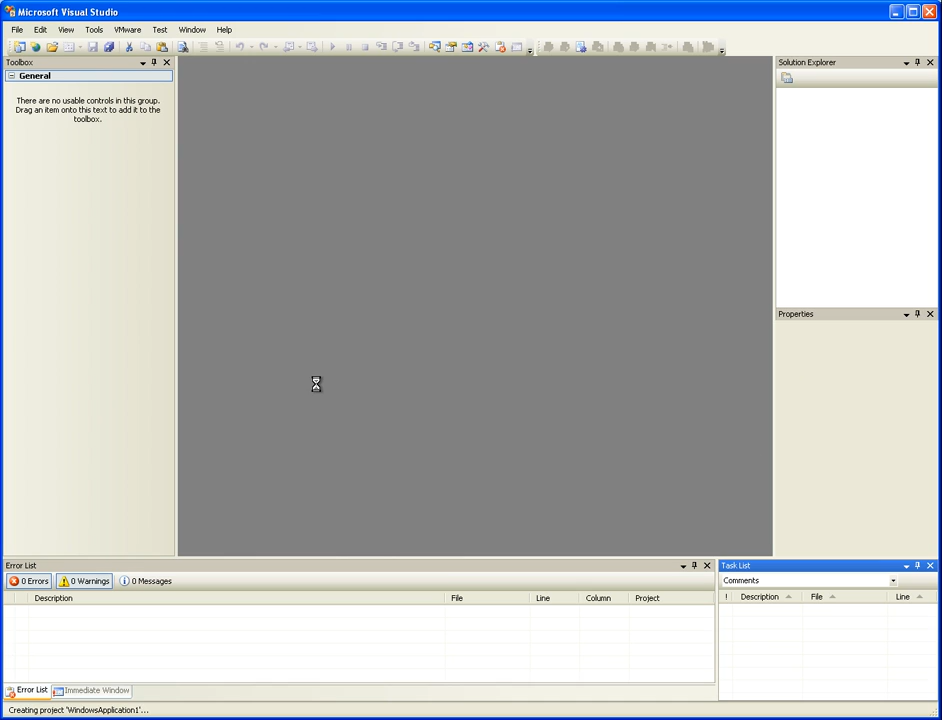 Microsoft Visual Studio
File Edit View Tools VMware Test Window Help
Toolbox
General
There are no usable controls in this group.
Drag an item onto this text to add it to the
toolbox.
Solution Explorer
Properties
Error List
0 Errors 0 Warnings 0 Messages
Description File Line Column Project
Error List Immediate Window
Task List
Comments
! Description File Line
Creating project 'WindowsApplication1'...